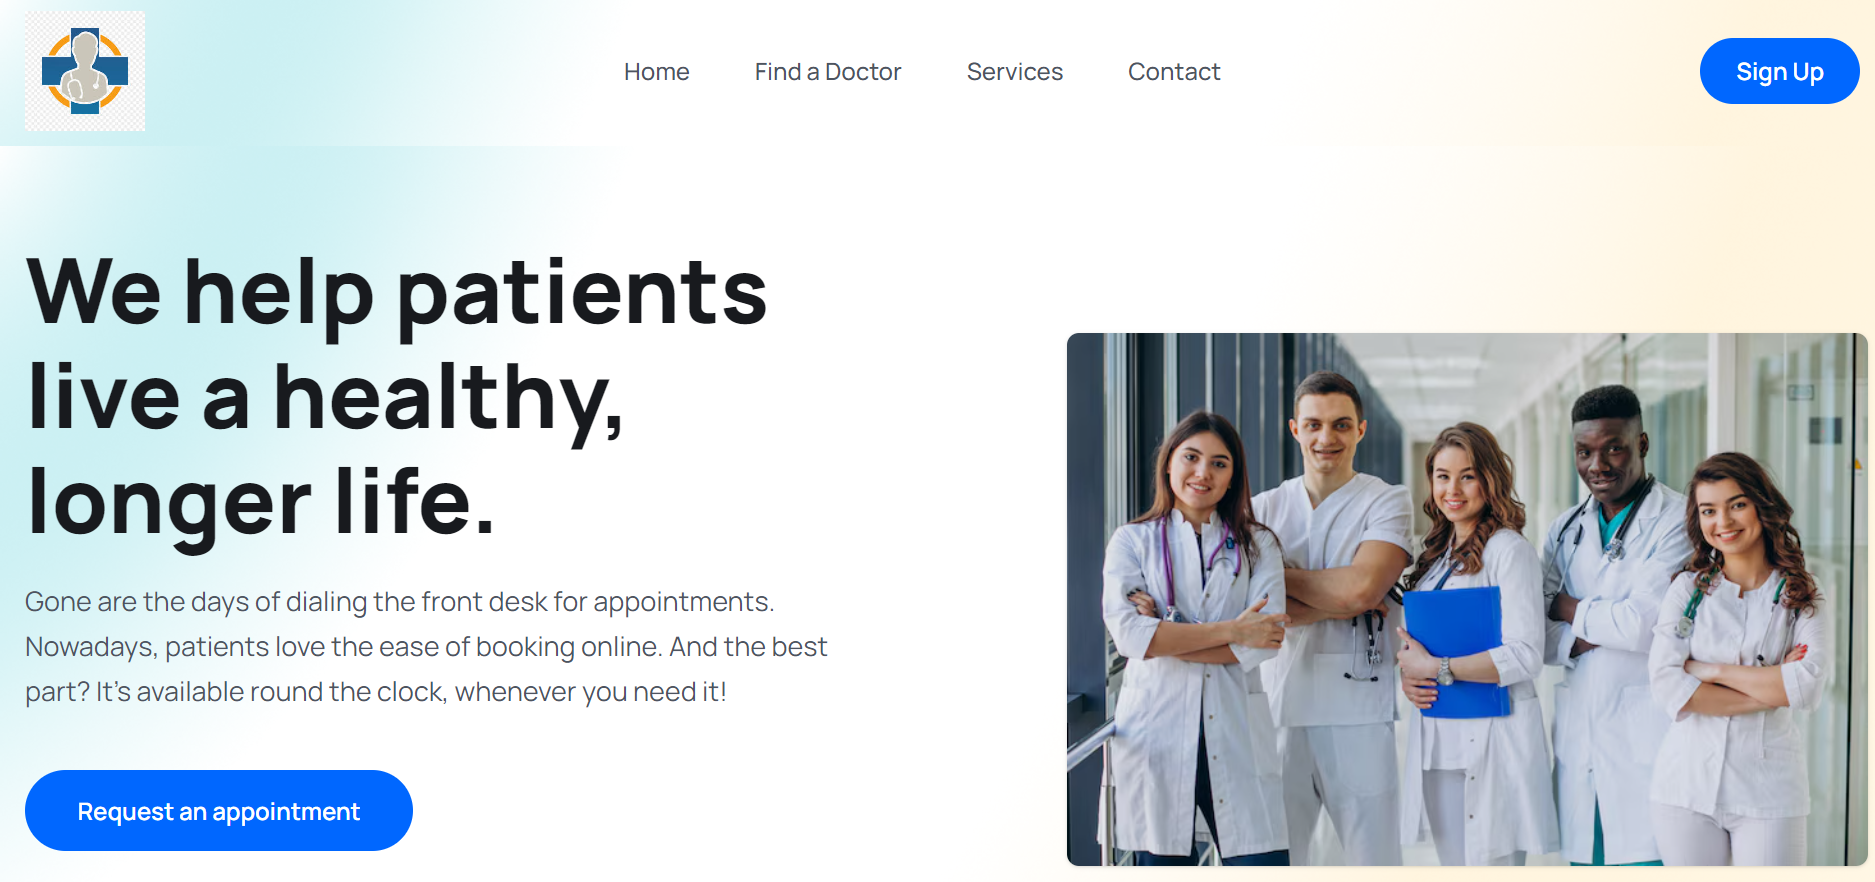 Home
Find a Doctor
Services
Contact
Sign Up
We help patients
live a healthy,
longer life.
Gone are the days of dialing the front desk for appointments.
Nowadays, patients love the ease of booking online. And the best
part? It's available round the clock, whenever you need it!
Request an appointment